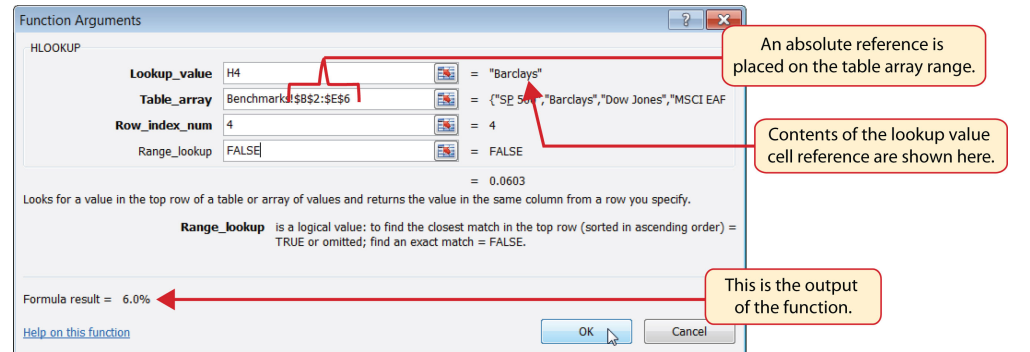 Function Arguments
HLOOKUP
Lookup_value H4 = "Barclays"
Table_array Benchmarks!$B$2:$E$6 = {"SP 500","Barclays","Dow Jones","MSCI EAF
Row_index_num 4 = 4
Range_lookup FALSE = FALSE
= 0.0603
Looks for a value in the top row of a table or array of values and returns the value in the same column from a row you specify.
Range_lookup is a logical value: to find the closest match in the top row (sorted in ascending order) =
TRUE or omitted; find an exact match = FALSE.
Formula result = 6.0%
Help on this function
OK
Cancel
An absolute reference is
placed on the table array range.
Contents of the lookup value
cell reference are shown here.
This is the output
of the function.